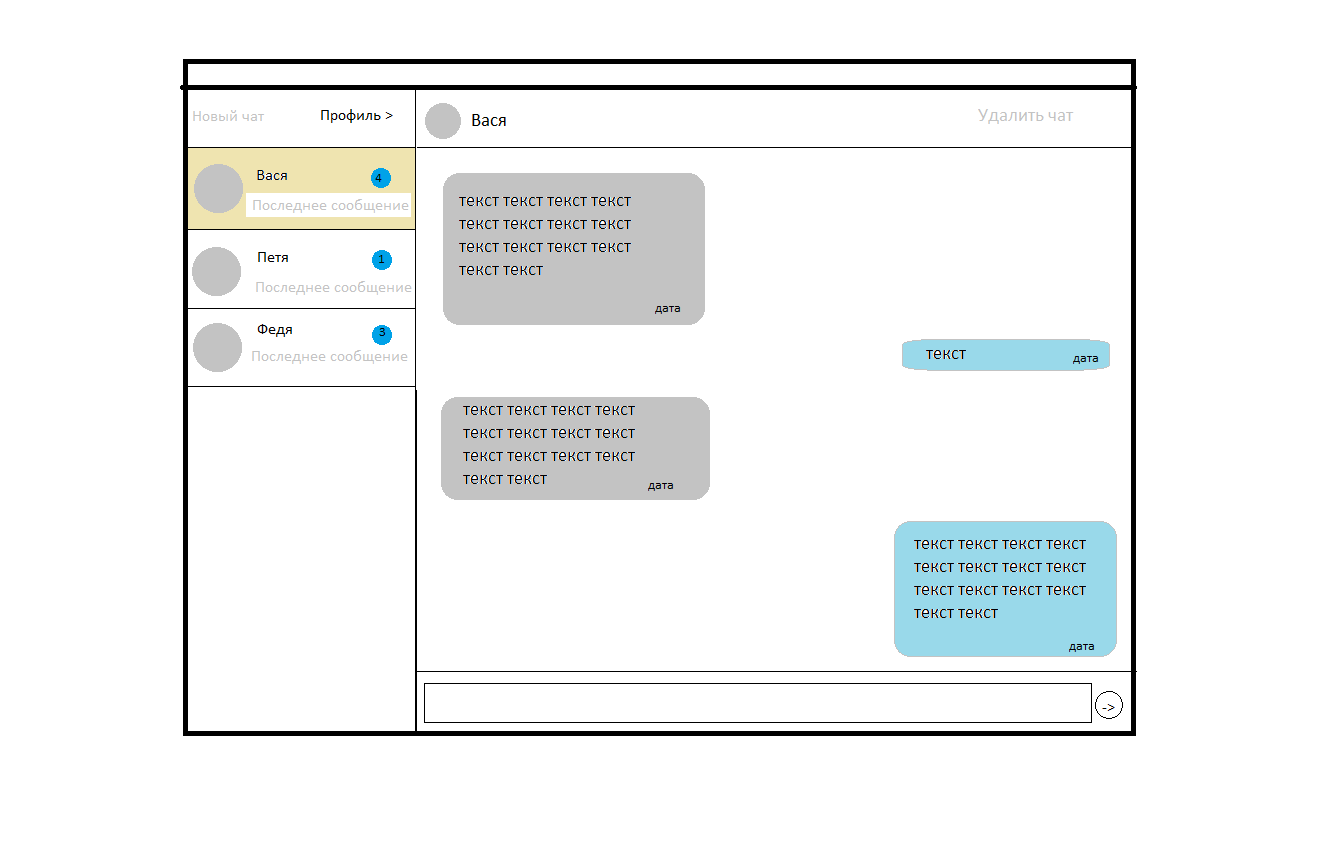 Новый чат
Профиль >
Вася
4
Последнее сообщение
Петя
1
Последнее сообщение
Федя
3
Последнее сообщение
Вася
Удалить чат
текст текст текст текст
текст текст текст текст
текст текст текст текст
текст текст
дата
текст
дата
текст текст текст текст
текст текст текст текст
текст текст текст текст
текст текст
дата
текст текст текст текст
текст текст текст текст
текст текст текст текст
текст текст
дата
->